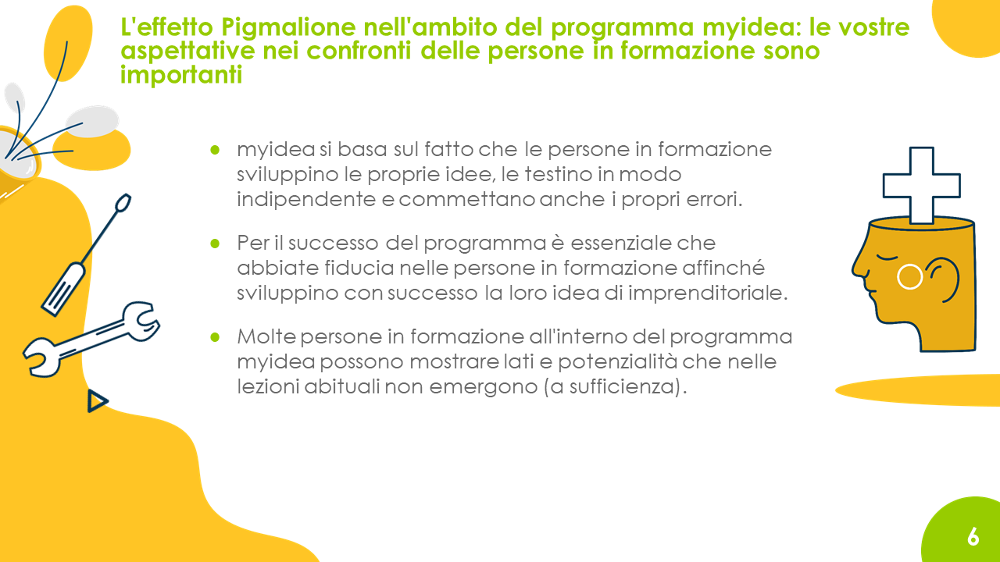 L'effetto Pigmalione nell'ambito del programma myidea: le vostre
aspettative nei confronti delle persone in formazione sono
importanti
● myidea si basa sul fatto che le persone in formazione
sviluppino le proprie idee, le testino in modo
indipendente e commettano anche i propri errori.
● Per il successo del programma è essenziale che
abbiate fiducia nelle persone in formazione affinché
sviluppino con successo la loro idea di imprenditoriale.
● Molte persone in formazione all'interno del programma
myidea possono mostrare lati e potenzialità che nelle
lezioni abituali non emergono (a sufficienza).
6